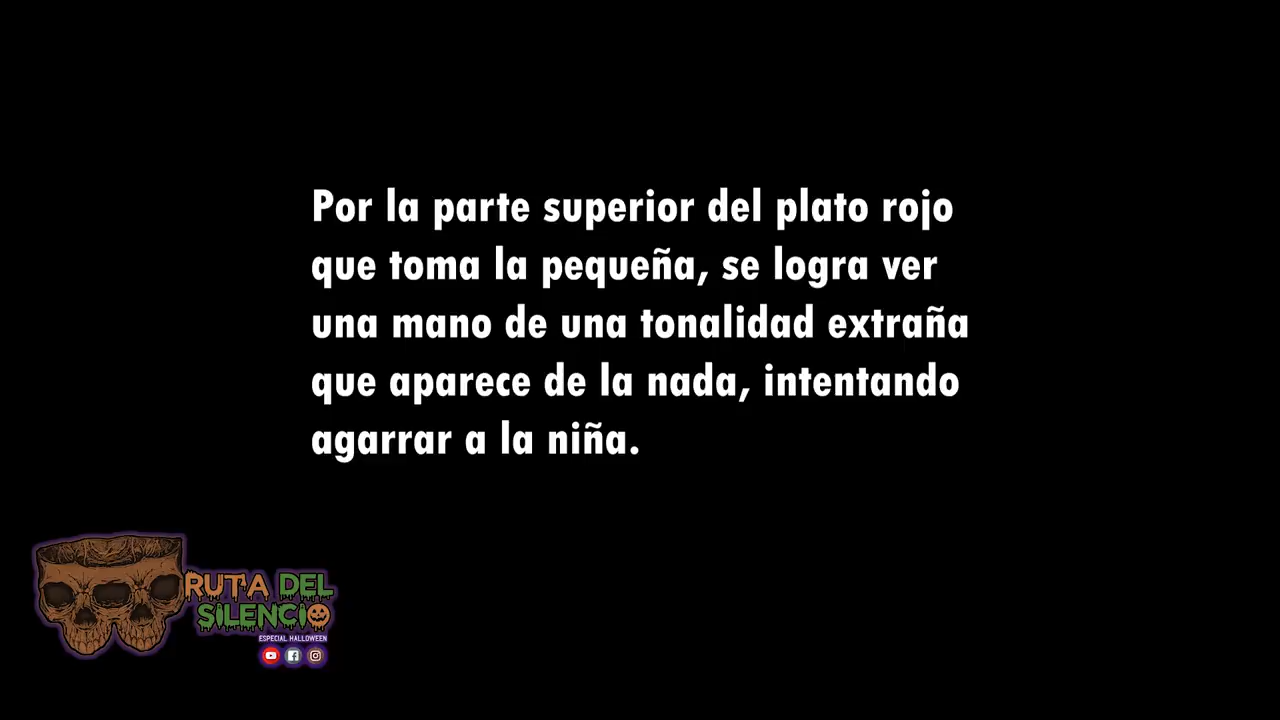 Por la parte superior del plato rojo
que toma la pequeña, se logra ver
una mano de una tonalidad extraña
que aparece de la nada, intentando
agarrar a la niña.
RUTA DEL
SILENCIO
ESPECIAL HALLOWEEN